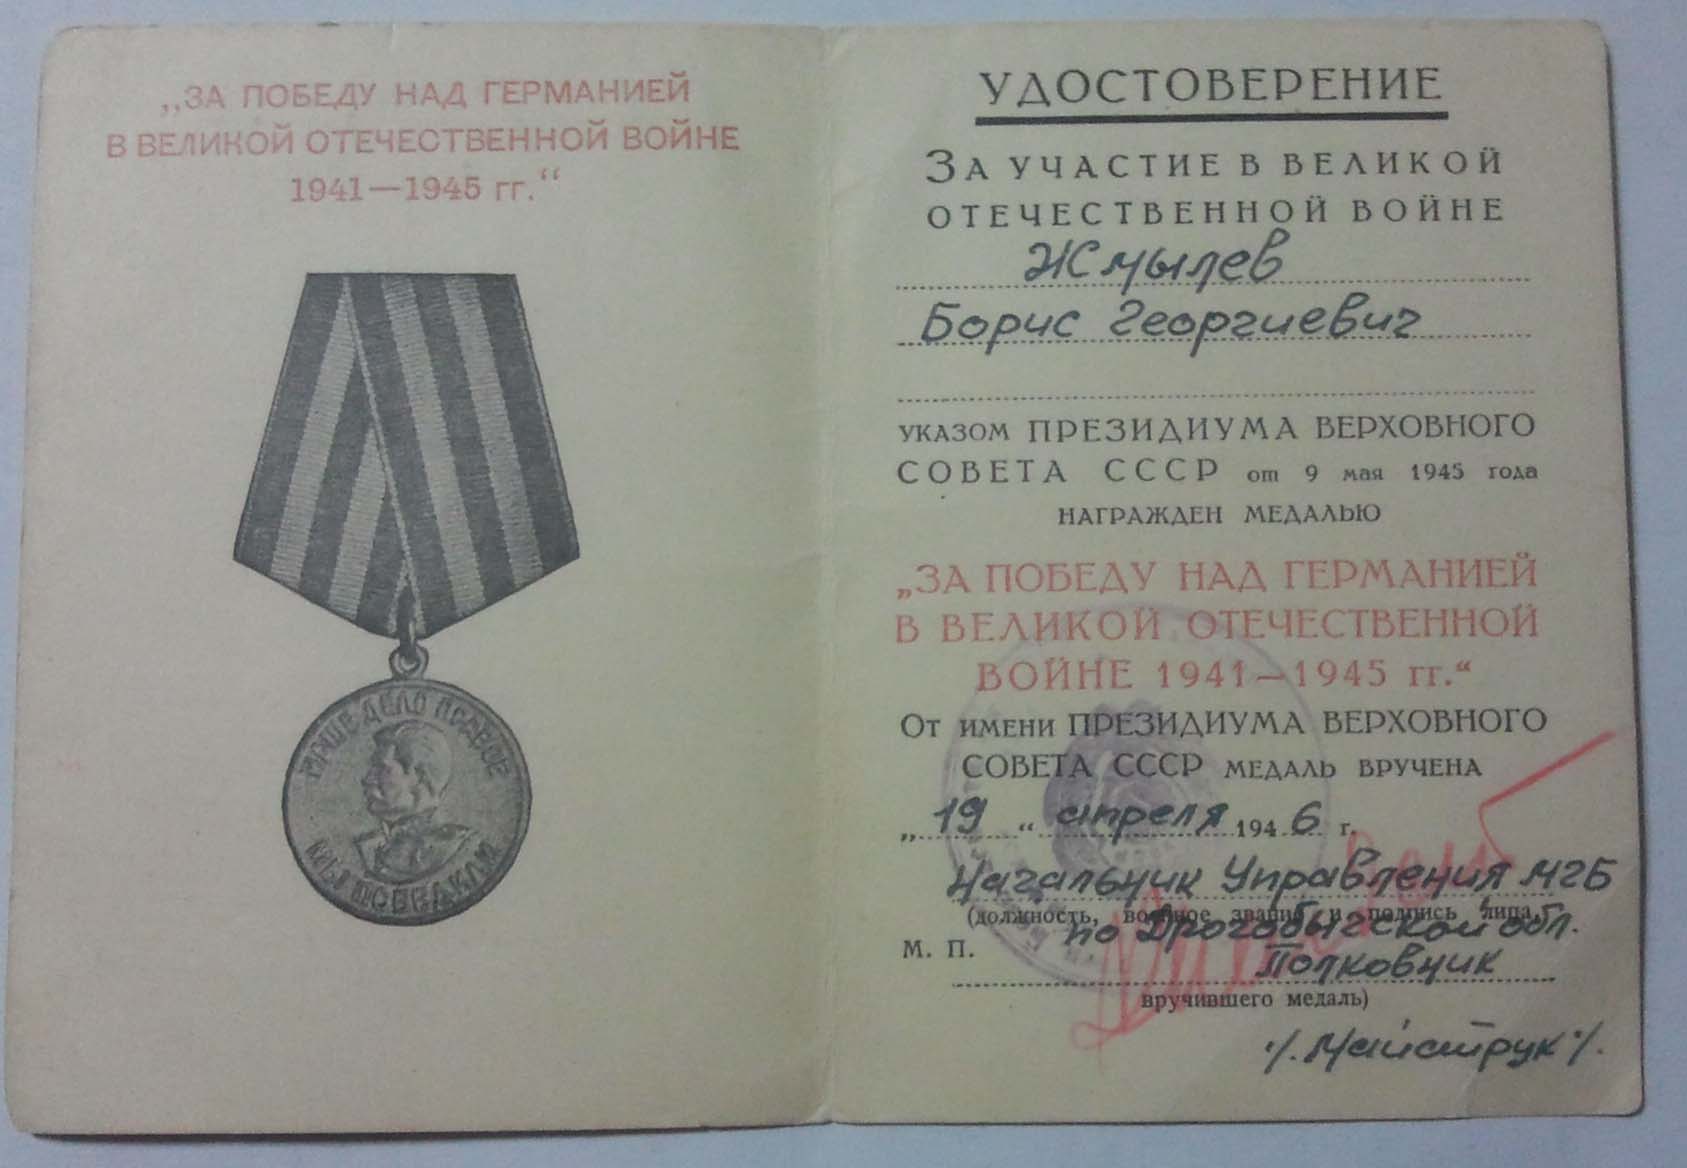 „ЗА ПОБЕДУ НАД ГЕРМАНИЕЙ
В ВЕЛИКОЙ ОТЕЧЕСТВЕННОЙ ВОЙНЕ
1941—1945 гг.“
НАШЕ ДЕЛО ПРАВОЕ
МЫ ПОБЕДИЛИ
УДОСТОВЕРЕНИЕ
ЗА УЧАСТИЕ В ВЕЛИКОЙ
ОТЕЧЕСТВЕННОЙ ВОЙНЕ
Жмылев
Борис Георгиевич
УКАЗОМ ПРЕЗИДИУМА ВЕРХОВНОГО
СОВЕТА СССР от 9 мая 1945 года
НАГРАЖДЕН МЕДАЛЬЮ
„ЗА ПОБЕДУ НАД ГЕРМАНИЕЙ
В ВЕЛИКОЙ ОТЕЧЕСТВЕННОЙ
ВОЙНЕ 1941—1945 гг.“
ОТ ИМЕНИ ПРЕЗИДИУМА ВЕРХОВНОГО
СОВЕТА СССР МЕДАЛЬ ВРУЧЕНА
„19“ апреля 1946 г.
Начальник Управления МГБ
(должность, военное звание и подпись лица,
по Дрогобычской обл.
М. П.
Полковник
вручившего медаль)
/. Майструк /.